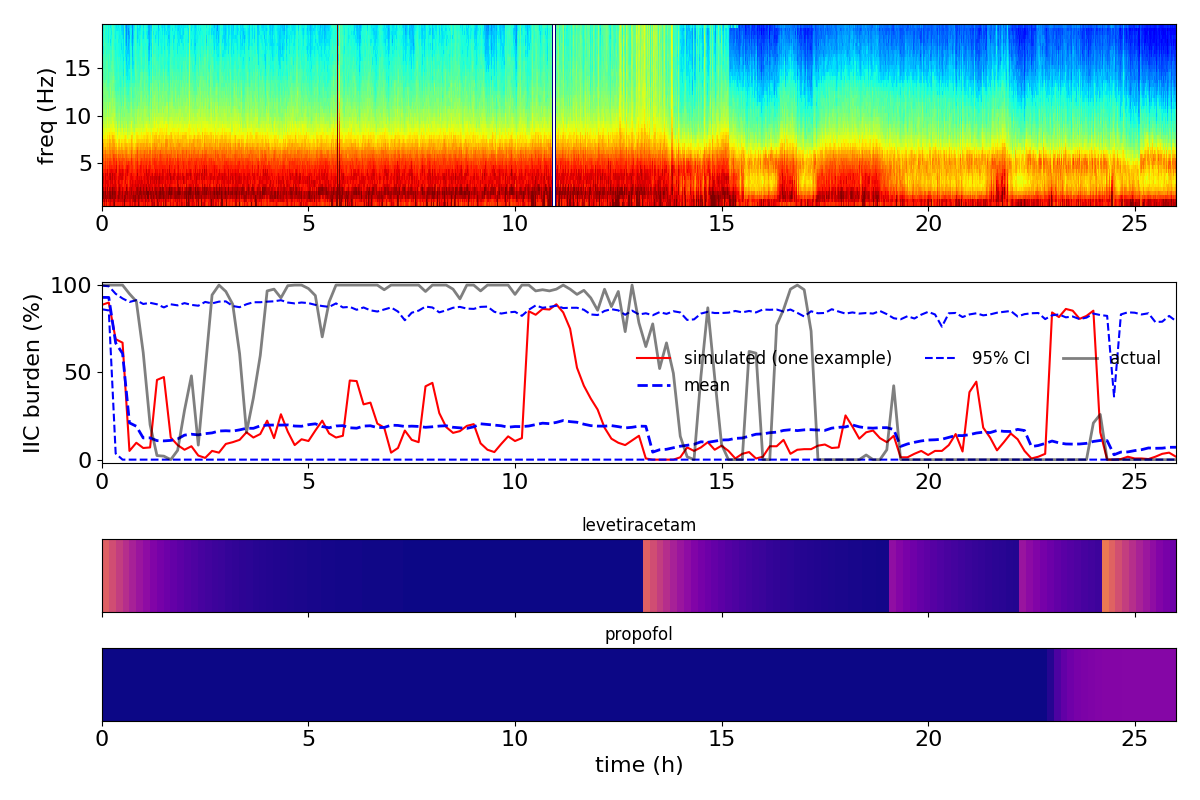 freq (Hz)
15
10
5
0 5 10 15 20 25
IIC burden (%)
100
50
0
simulated (one example) 95% CI actual
mean
0 5 10 15 20 25
levetiracetam
propofol
0 5 10 15 20 25
time (h)